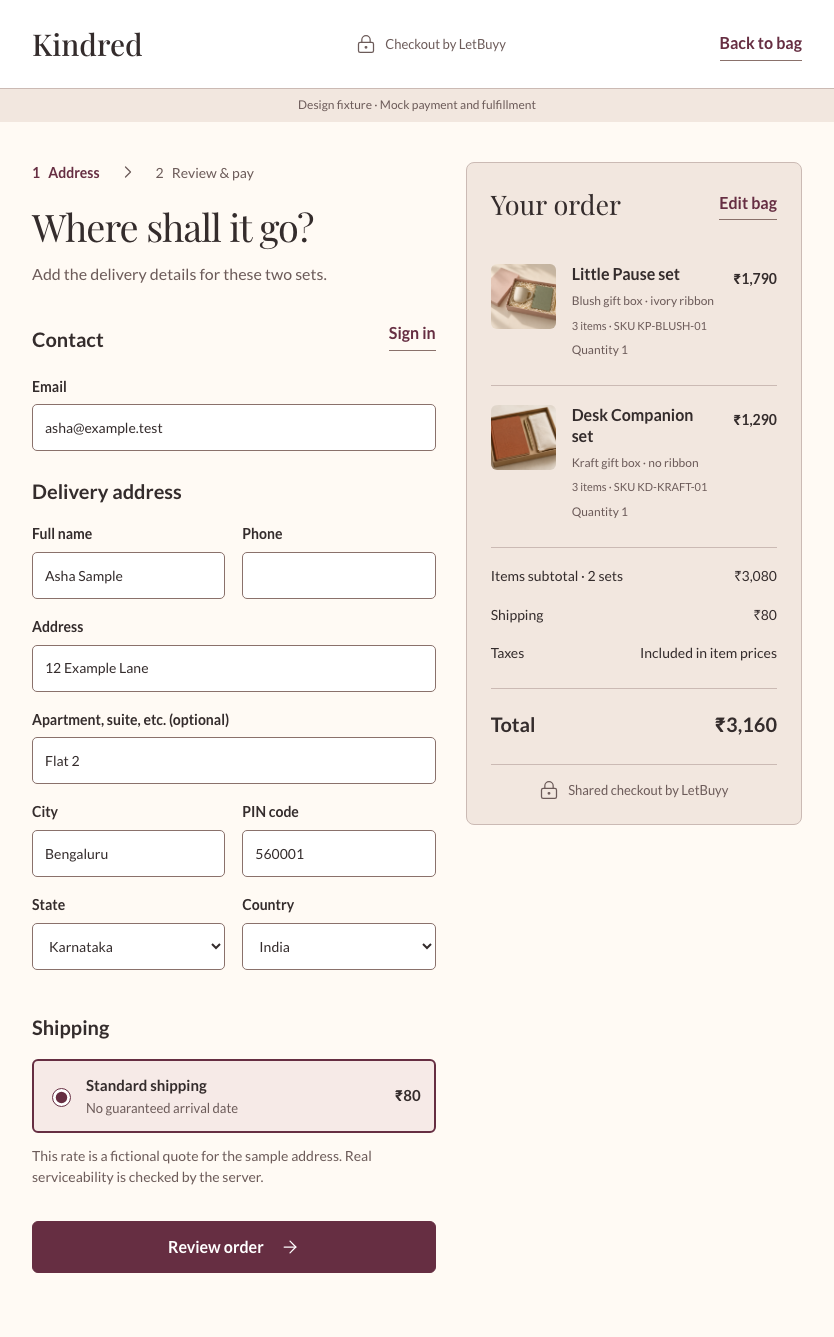 Kindred
Checkout by LetBuyy
Back to bag
Design fixture · Mock payment and fulfillment
1 Address
2 Review & pay
Where shall it go?
Add the delivery details for these two sets.
Contact
Sign in
Email
asha@example.test
Delivery address
Full name
Phone
Asha Sample
Address
12 Example Lane
Apartment, suite, etc. (optional)
Flat 2
City
PIN code
Bengaluru
560001
State
Country
Karnataka
India
Shipping
Standard shipping
No guaranteed arrival date
₹80
This rate is a fictional quote for the sample address. Real
serviceability is checked by the server.
Review order
Your order
Edit bag
Little Pause set
₹1,790
Blush gift box · ivory ribbon
3 items · SKU KP-BLUSH-01
Quantity 1
Desk Companion
set
₹1,290
Kraft gift box · no ribbon
3 items · SKU KD-KRAFT-01
Quantity 1
Items subtotal · 2 sets
₹3,080
Shipping
₹80
Taxes
Included in item prices
Total
₹3,160
Shared checkout by LetBuyy